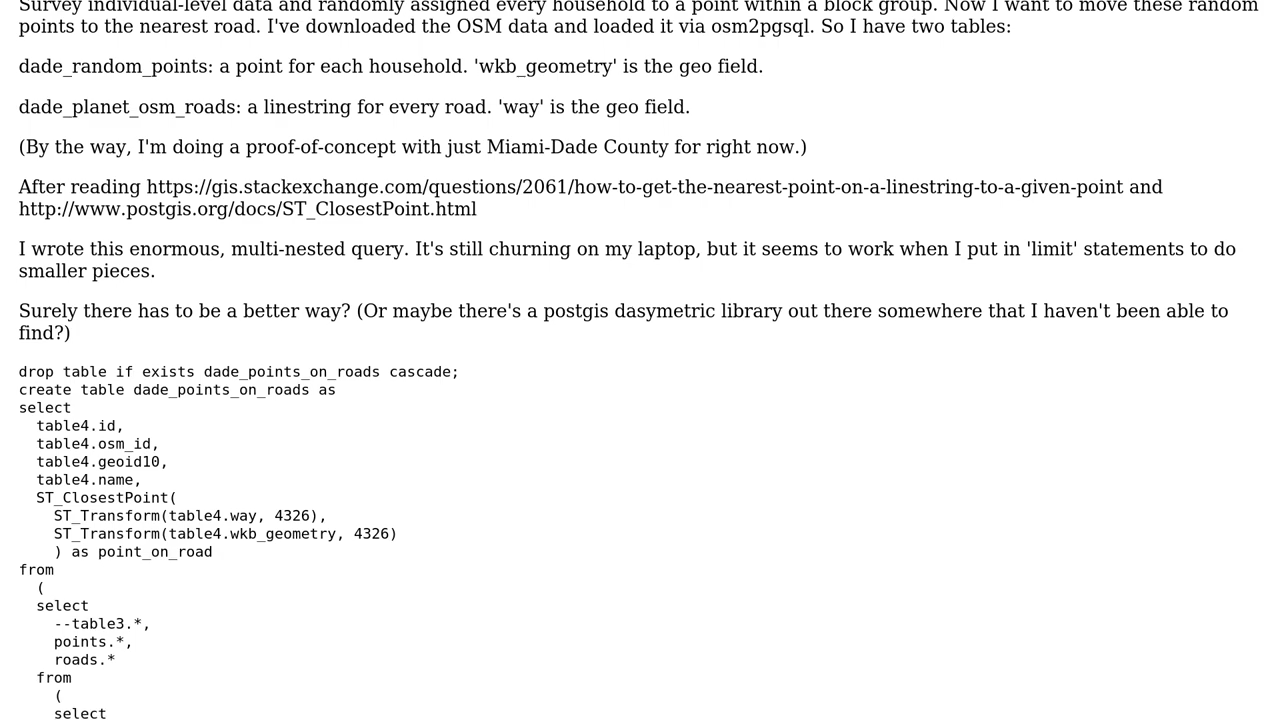 Survey individual-level data and randomly assigned every household to a point within a block group. Now I want to move these random
points to the nearest road. I've downloaded the OSM data and loaded it via osm2pgsql. So I have two tables:
dade_random_points: a point for each household. 'wkb_geometry' is the geo field.
dade_planet_osm_roads: a linestring for every road. 'way' is the geo field.
(By the way, I'm doing a proof-of-concept with just Miami-Dade County for right now.)
After reading https://gis.stackexchange.com/questions/2061/how-to-get-the-nearest-point-on-a-linestring-to-a-given-point and
http://www.postgis.org/docs/ST_ClosestPoint.html
I wrote this enormous, multi-nested query. It's still churning on my laptop, but it seems to work when I put in 'limit' statements to do
smaller pieces.
Surely there has to be a better way? (Or maybe there's a postgis dasymetric library out there somewhere that I haven't been able to
find?)
drop table if exists dade_points_on_roads cascade;
create table dade_points_on_roads as
select
  table4.id,
  table4.osm_id,
  table4.geoid10,
  table4.name,
  ST_ClosestPoint(
    ST_Transform(table4.way, 4326),
    ST_Transform(table4.wkb_geometry, 4326)
    ) as point_on_road
from
  (
  select
    --table3.*,
    points.*,
    roads.*
  from
    (
    select